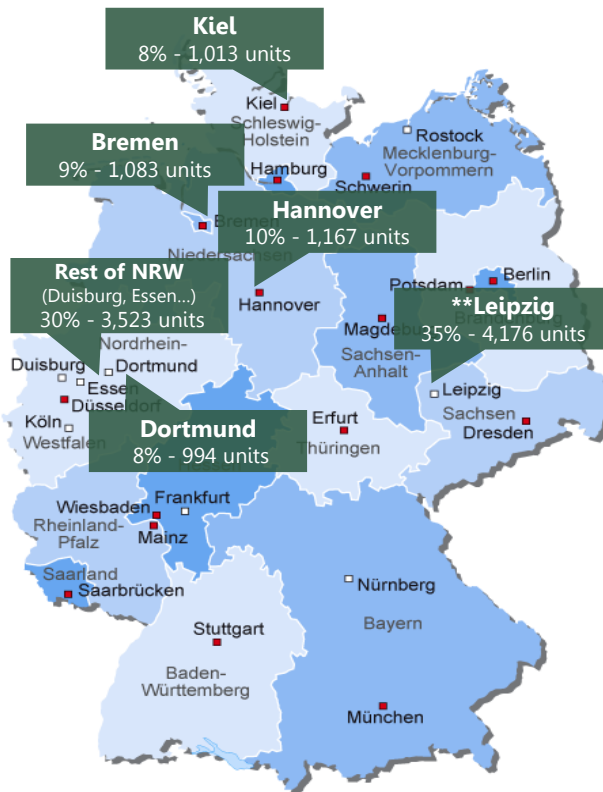 Kiel
8% - 1,013 units
Kiel
Schleswig-
Holstein
Rostock
Mecklenburg-
Vorpommern
Bremen
9% - 1,083 units
Hamburg
Schwerin
Bremen
Hannover
10% - 1,167 units
Niedersachsen
Rest of NRW
(Duisburg, Essen...)
30% - 3,523 units
Hannover
Potsdam
Berlin
Brandenburg
**Leipzig
35% - 4,176 units
Magdebu
Sachsen-
Anhalt
Nordrhein-
Duisburg
Dortmund
Essen
Düsseldorf
Köln
Westfalen
Leipzig
Sachsen
Dresden
Dortmund
8% - 994 units
Erfurt
Thüringen
Wiesbaden
Frankfurt
Rheinland-
Pfalz
Mainz
Saarland
Saarbrücken
Nürnberg
Bayern
Stuttgart
Baden-
Württemberg
München